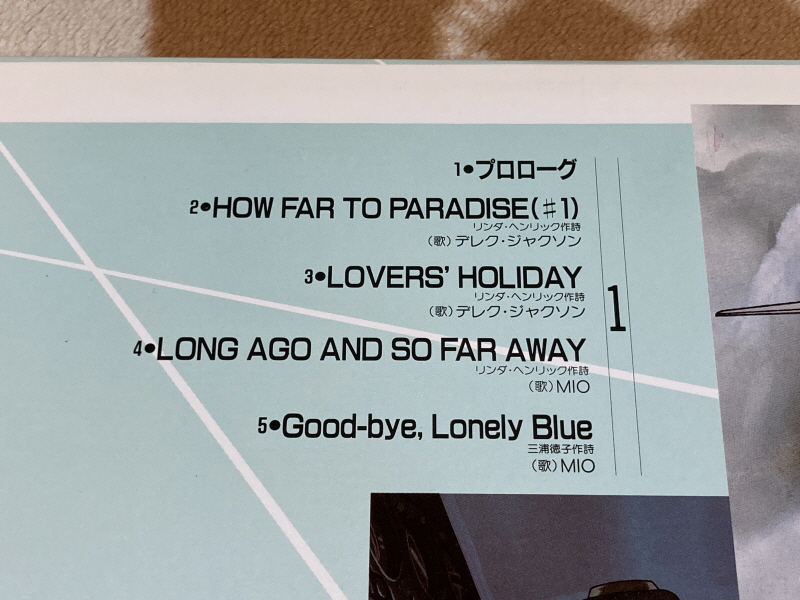 1●プロローグ
2●HOW FAR TO PARADISE(♯1)
リンダ・ヘンリック作詩
(歌)デレク・ジャクソン
3●LOVERS' HOLIDAY
リンダ・ヘンリック作詩
(歌)デレク・ジャクソン
4●LONG AGO AND SO FAR AWAY
リンダ・ヘンリック作詩
(歌)MIO
5●Good-bye, Lonely Blue
三浦徳子作詩
(歌)MIO
1